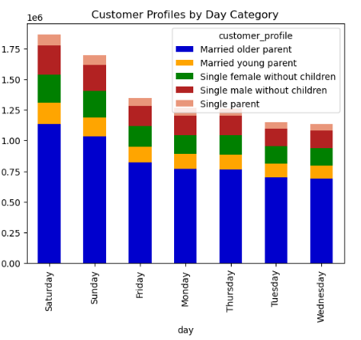 Customer Profiles by Day Category
1e6
customer_profile
Married older parent
Married young parent
Single female without children
Single male without children
Single parent
1.75
1.50
1.25
1.00
0.75
0.50
0.25
0.00
Saturday
Sunday
Friday
Monday
Thursday
Tuesday
Wednesday
day